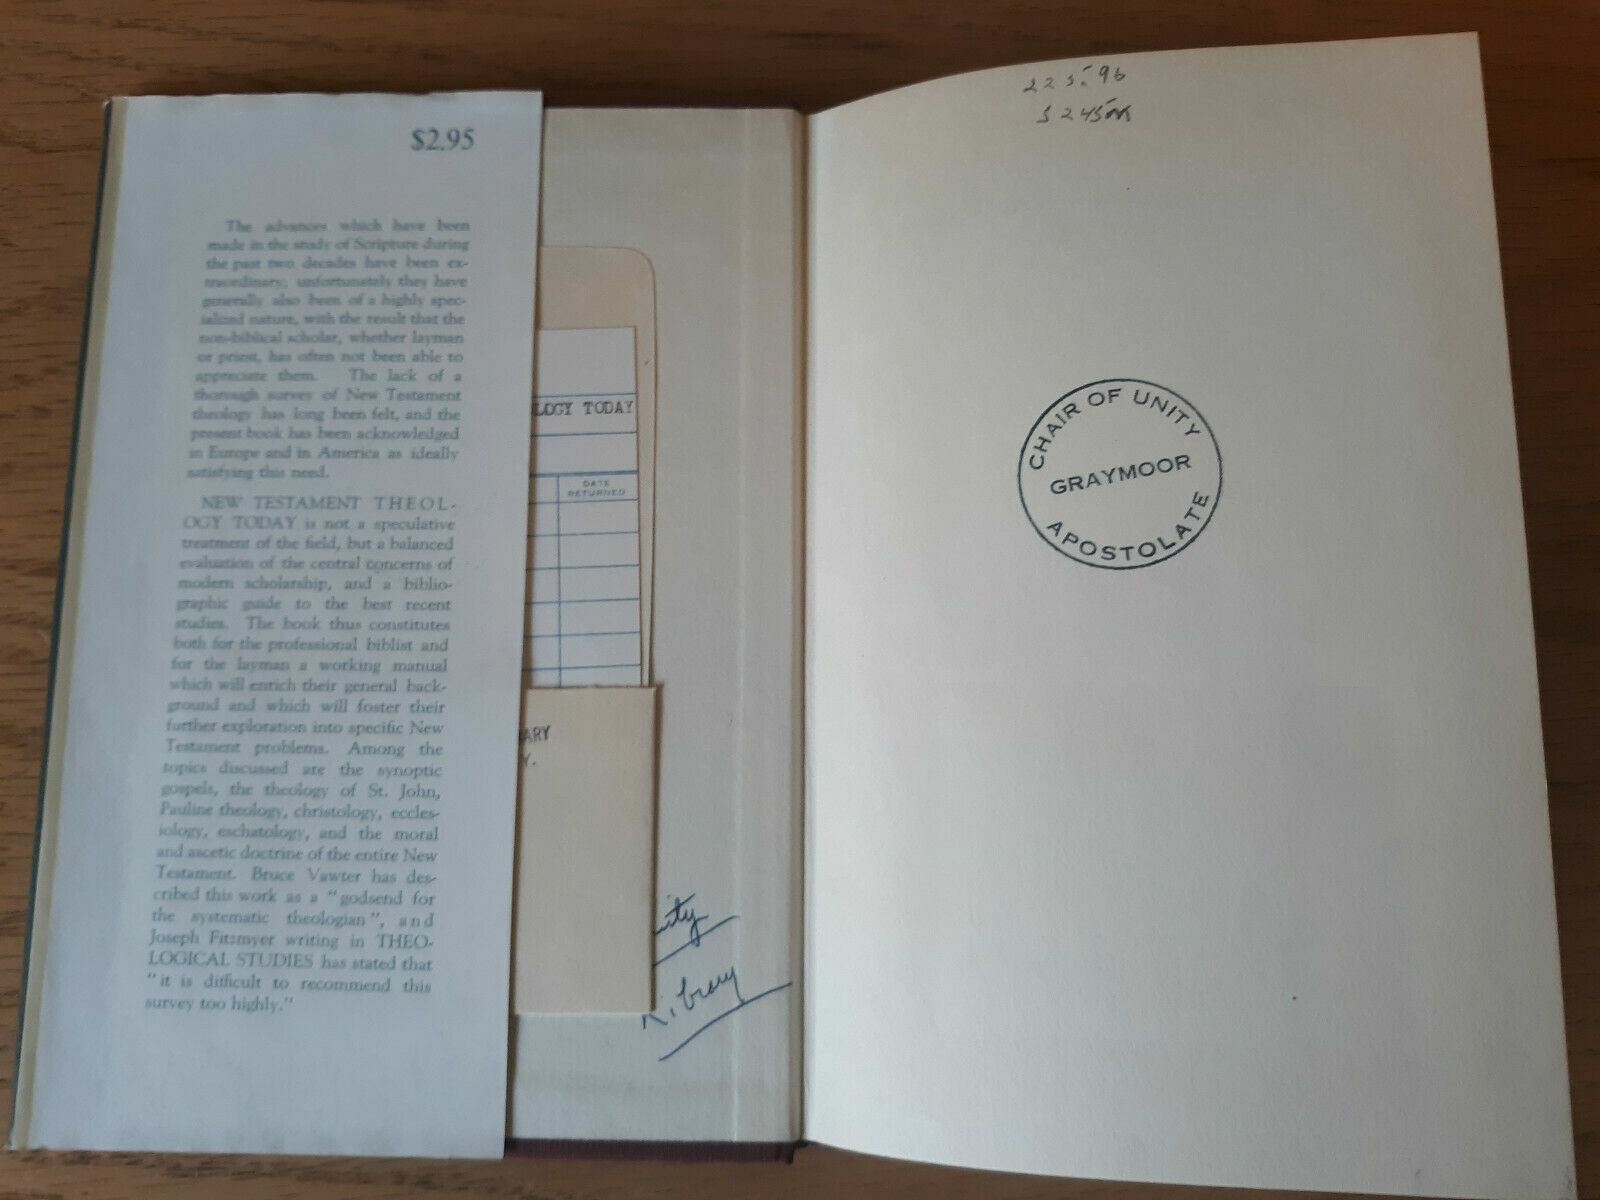 $2.95
The advances which have been
made in the study of Scripture during
the past two decades have been ex-
traordinary; unfortunately they have
generally also been of a highly spec-
ialized nature, with the result that the
non-biblical scholar, whether layman
or priest, has often not been able to
appreciate them. The lack of a
thorough survey of New Testament
theology has long been felt, and the
present book has been acknowledged
in Europe and in America as ideally
satisfying this need.
NEW TESTAMENT THEOL-
OGY TODAY is not a speculative
treatment of the field, but a balanced
evaluation of the central concerns of
modern scholarship, and a biblio-
graphic guide to the best recent
studies. The book thus constitutes
both for the professional biblist and
for the layman a working manual
which will enrich their general back-
ground and which will foster their
further exploration into specific New
Testament problems. Among the
topics discussed are the synoptic
gospels, the theology of St. John,
Pauline theology, christology, eccles-
iology, eschatology, and the moral
and ascetic doctrine of the entire New
Testament. Bruce Vawter has des-
cribed this work as a "godsend for
the systematic theologian", and
Joseph Fitzmyer writing in THEO-
LOGICAL STUDIES has stated that
"it is difficult to recommend this
survey too highly."
LOGY TODAY
DATE
RETURNED
ARY
Y.
ity
Library
225.96
CHAIR OF UNITY
GRAYMOOR
APOSTOLATE